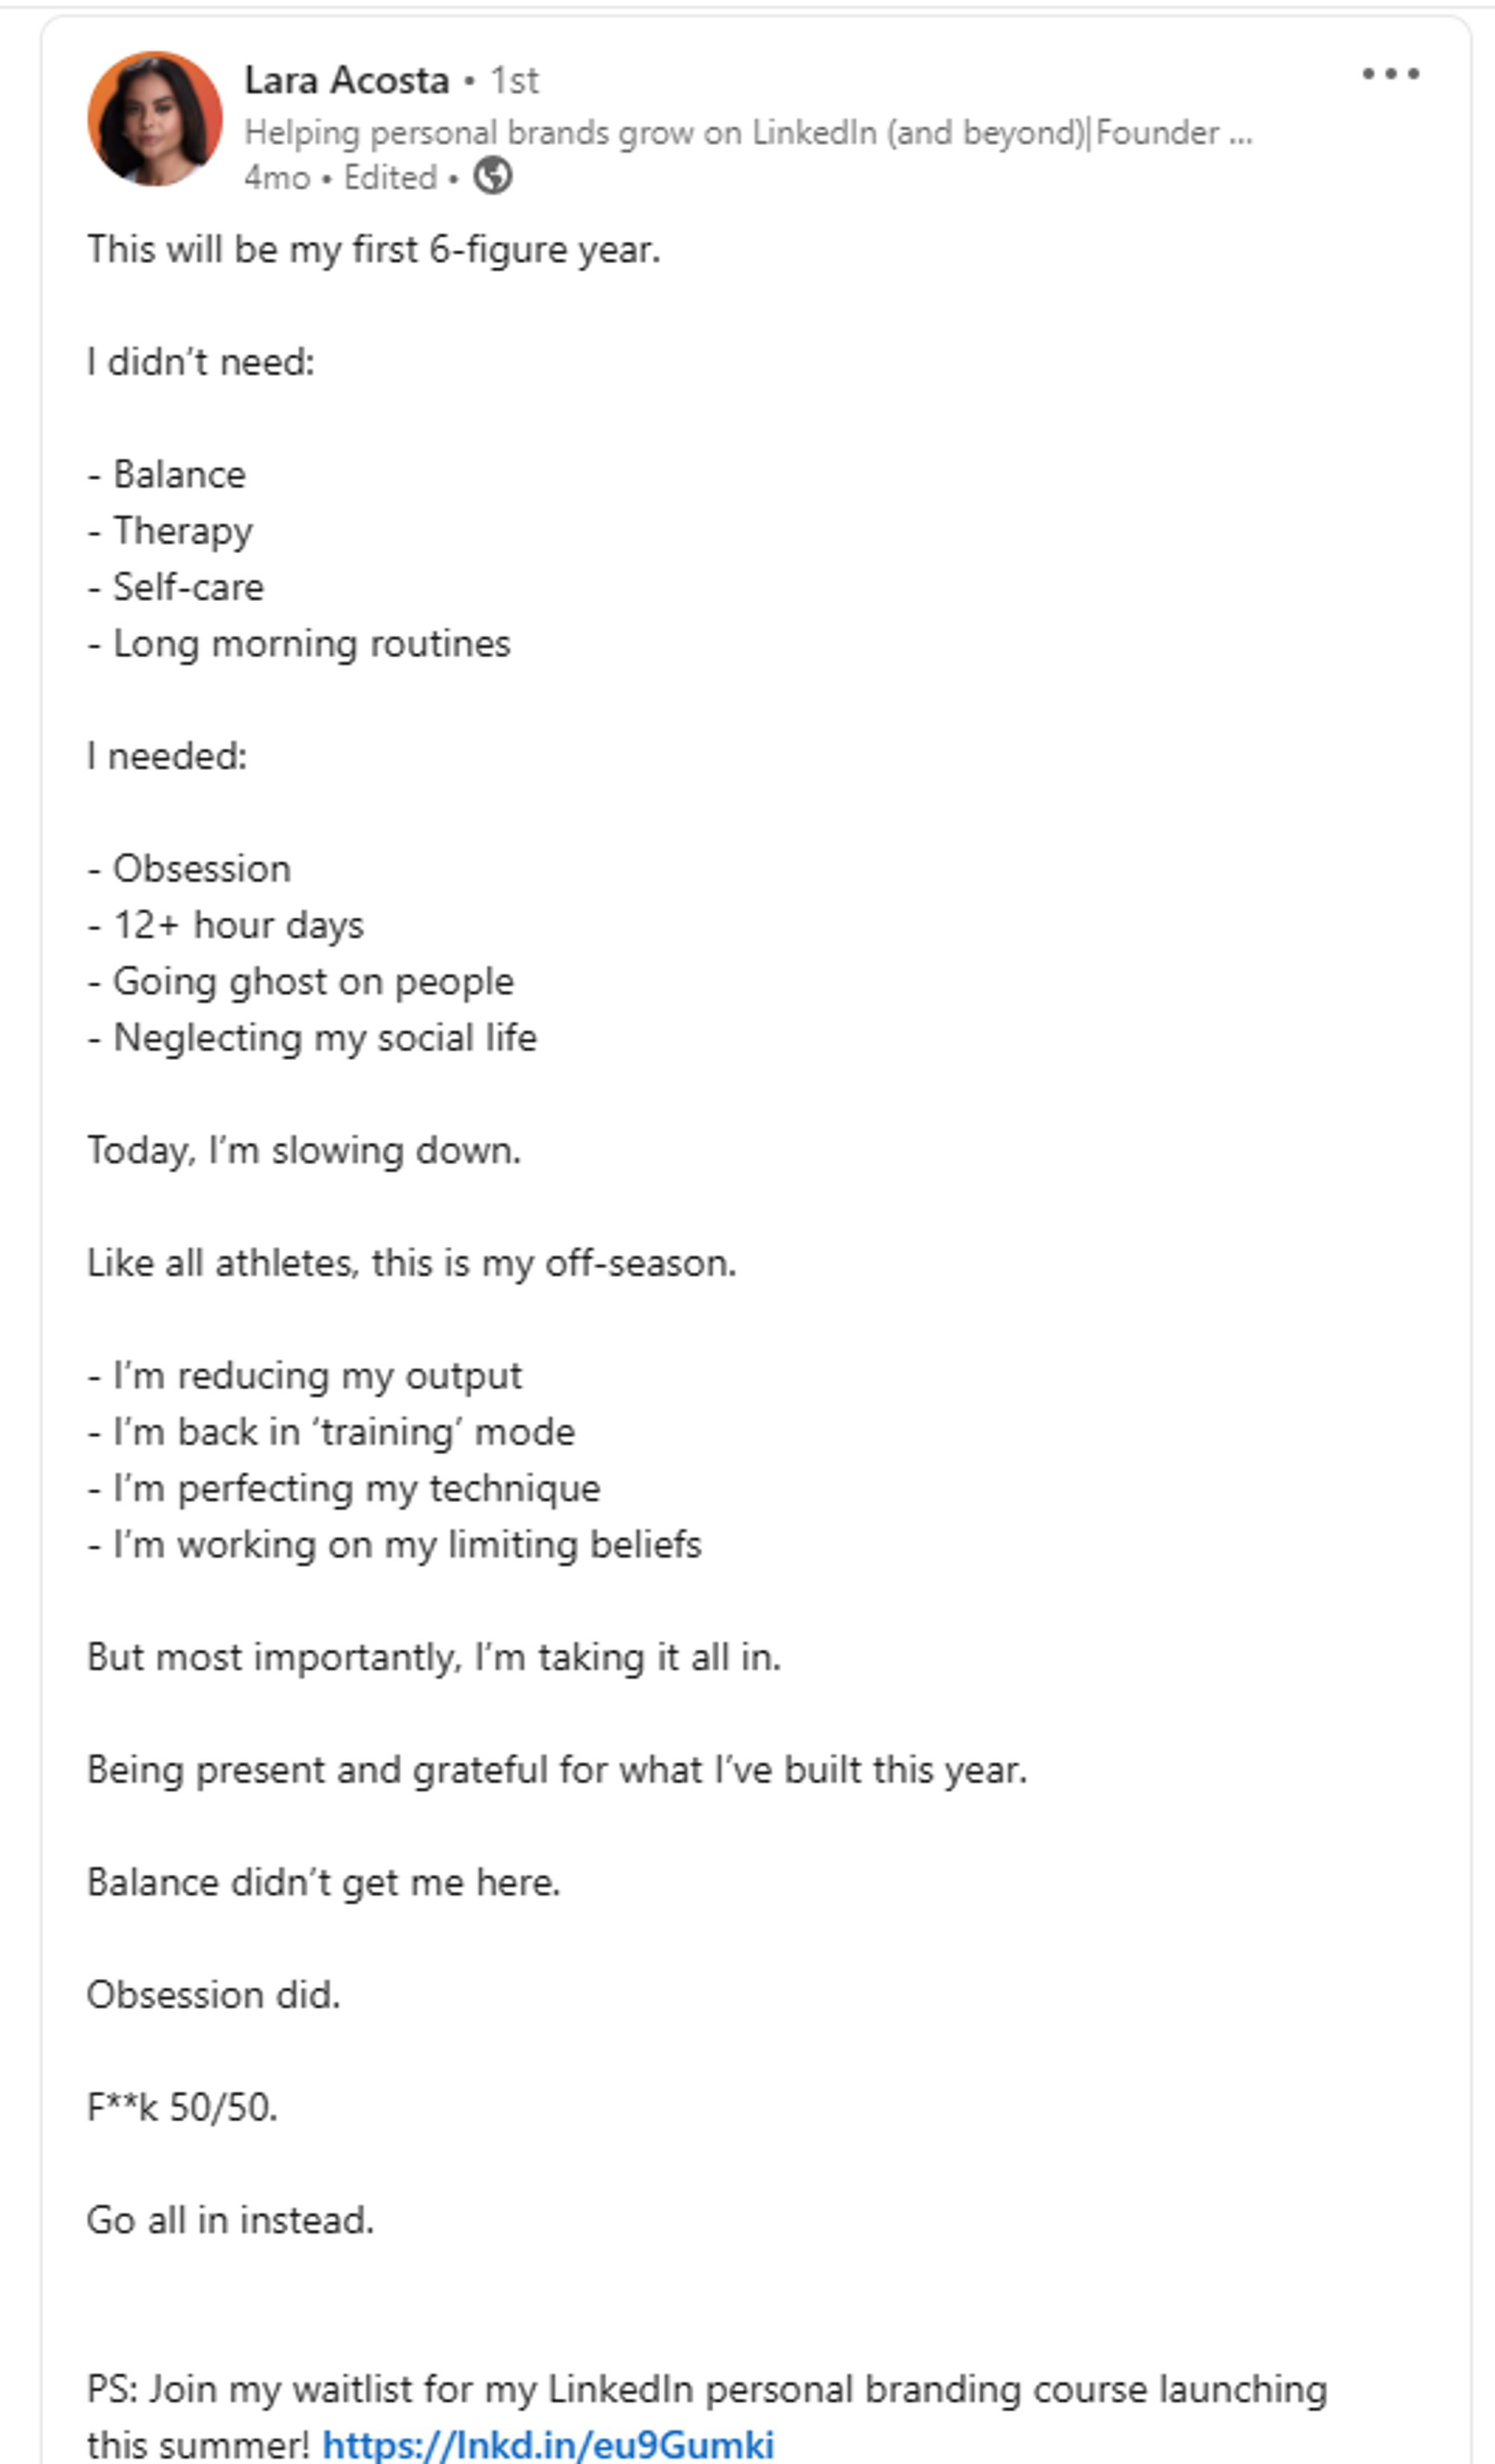 Lara Acosta • 1st
Helping personal brands grow on LinkedIn (and beyond)|Founder ...
4mo • Edited •
This will be my first 6-figure year.
I didn’t need:
- Balance
- Therapy
- Self-care
- Long morning routines
I needed:
- Obsession
- 12+ hour days
- Going ghost on people
- Neglecting my social life
Today, I’m slowing down.
Like all athletes, this is my off-season.
- I’m reducing my output
- I’m back in ‘training’ mode
- I’m perfecting my technique
- I’m working on my limiting beliefs
But most importantly, I’m taking it all in.
Being present and grateful for what I’ve built this year.
Balance didn’t get me here.
Obsession did.
F**k 50/50.
Go all in instead.
PS: Join my waitlist for my LinkedIn personal branding course launching
this summer! https://lnkd.in/eu9Gumki